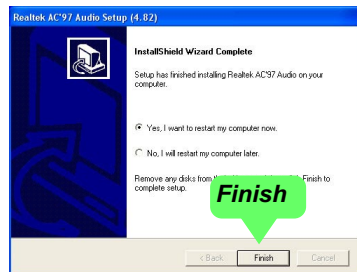 Realtek AC'97 Audio Setup (4.82)
InstallShield Wizard Complete
Setup has finished installing Realtek AC'97 Audio on your
computer.
Yes, I want to restart my computer now.
No, I will restart my computer later.
Remove any disks from Finish to
complete setup.
Finish
< Back Finish Cancel